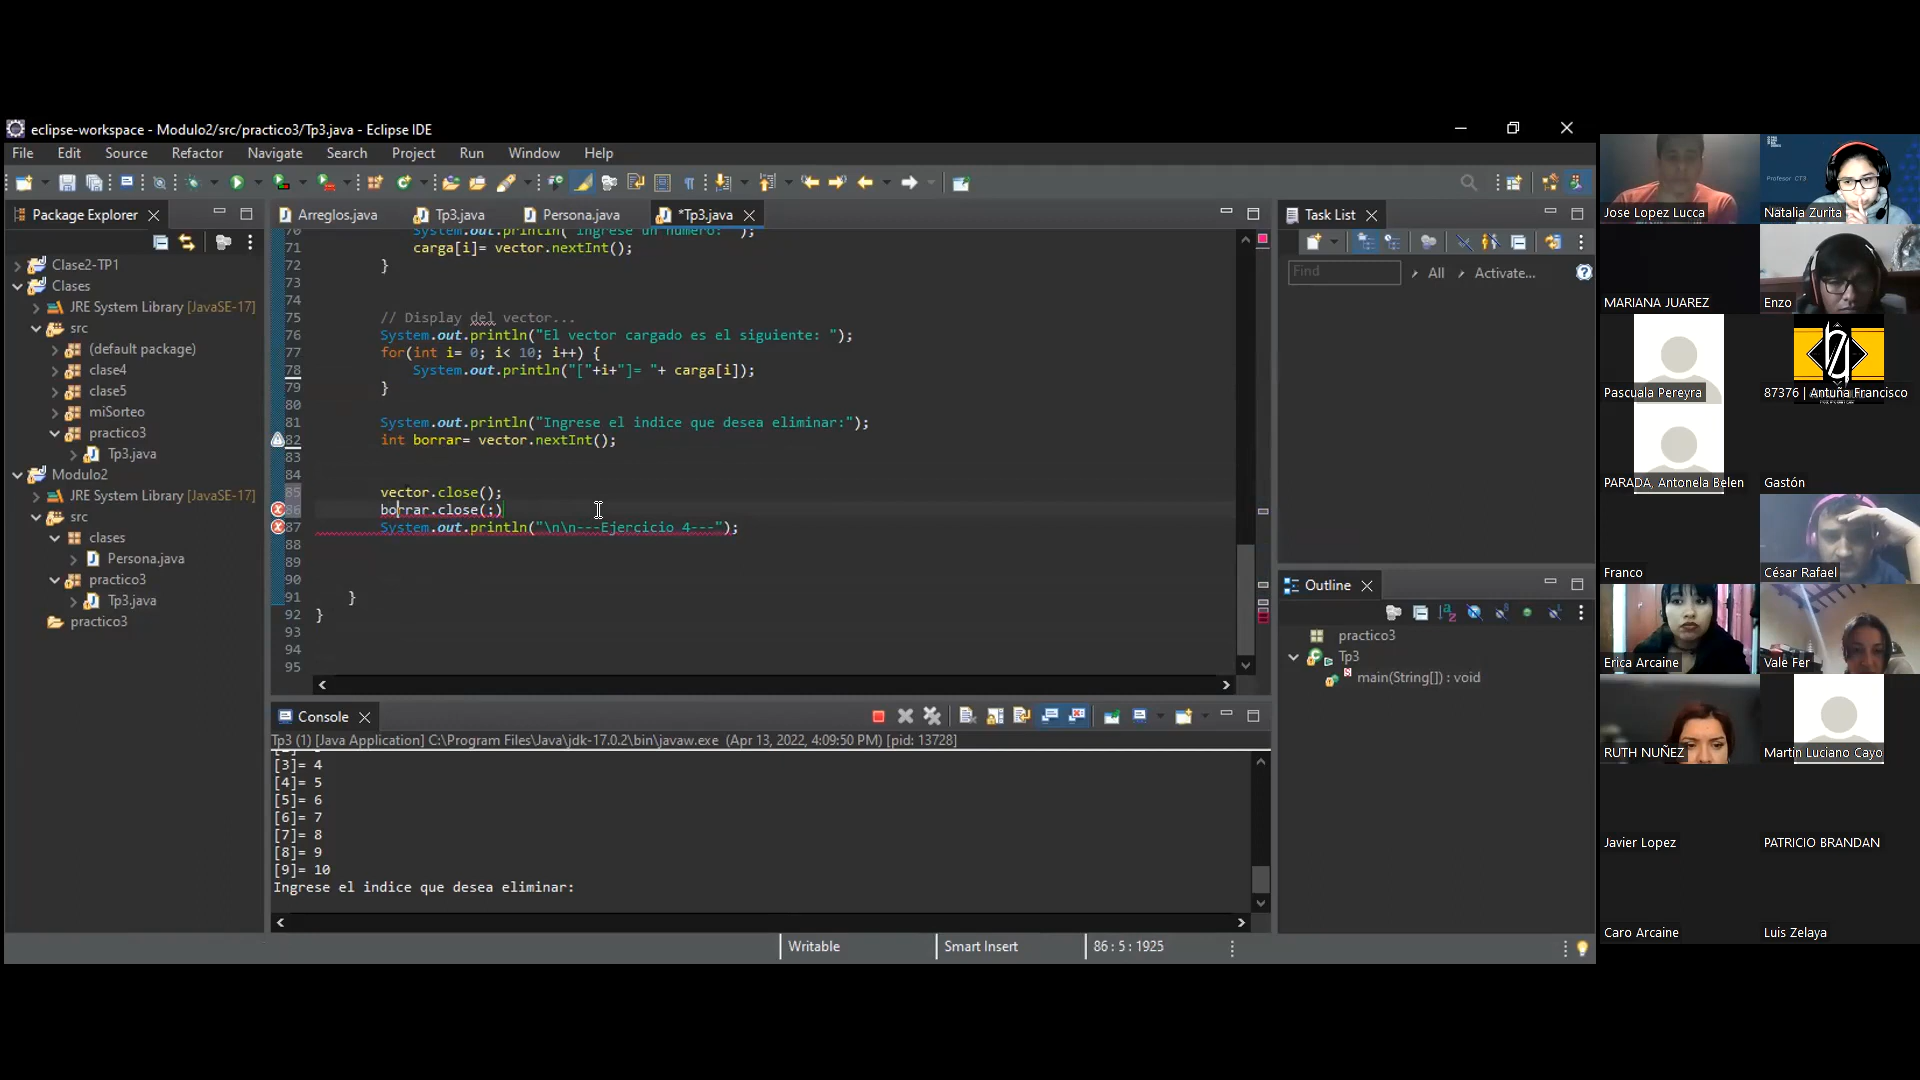 eclipse-workspace - Modulo2/src/practico3/Tp3.java - Eclipse IDE
File Edit Source Refactor Navigate Search Project Run Window Help
Package Explorer
Clase2-TP1
Clases
JRE System Library [JavaSE-17]
src
(default package)
clase4
clase5
miSorteo
practico3
Tp3.java
Modulo2
JRE System Library [JavaSE-17]
src
clases
Persona.java
practico3
Tp3.java
practico3
Arreglos.java Tp3.java Persona.java *Tp3.java
70 System.out.println("Ingrese un numero: ");
71 carga[i]= vector.nextInt();
72 }
73
74
75 // Display del vector...
76 System.out.println("El vector cargado es el siguiente: ");
77 for(int i= 0; i< 10; i++) {
78 System.out.println("["+i+"]= "+ carga[i]);
79 }
80
81 System.out.println("Ingrese el indice que desea eliminar:");
82 int borrar= vector.nextInt();
83
84
85 vector.close();
86 borrar.close(;)
87 System.out.println("\n\n---Ejercicio 4---");
88
89
90
91 }
92 }
93
94
95
Console
Tp3 (1) [Java Application] C:\Program Files\Java\jdk-17.0.2\bin\javaw.exe (Apr 13, 2022, 4:09:50 PM) [pid: 13728]
[3]= 4
[4]= 5
[5]= 6
[6]= 7
[7]= 8
[8]= 9
[9]= 10
Ingrese el indice que desea eliminar:
Writable Smart Insert 86 : 5 : 1925
Task List
Find All Activate...
Outline
practico3
Tp3
main(String[]) : void
Jose Lopez Lucca
Profesor CT3
Natalia Zurita
MARIANA JUAREZ
Enzo
Pascuala Pereyra
87376 | Antuña Francisco
PARADA, Antonela Belen
Gastón
Franco
César Rafael
Erica Arcaine
Vale Fer
RUTH NUÑEZ
Martin Luciano Cayo
Javier Lopez
PATRICIO BRANDAN
Caro Arcaine
Luis Zelaya